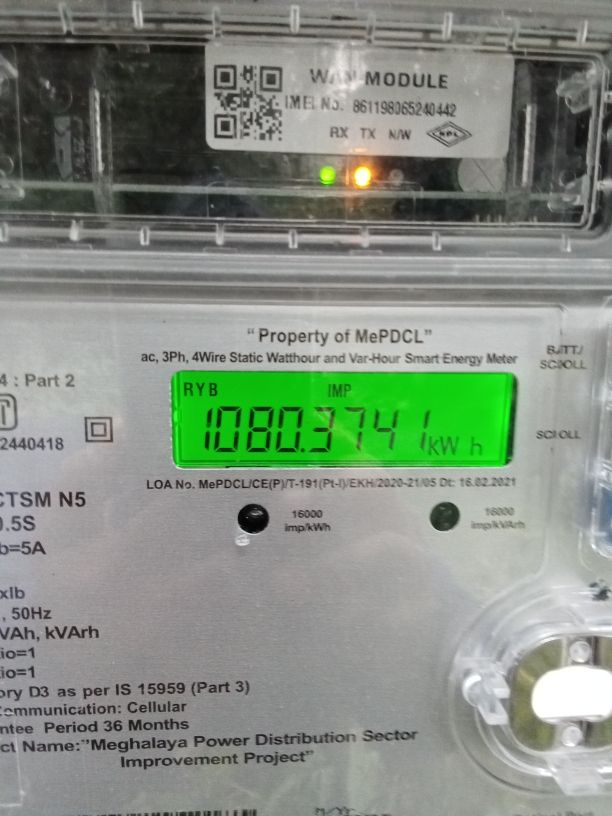 WAN MODULE
IMEI No. 861198065240442
RX TX N/W
"Property of MePDCL"
ac, 3Ph, 4Wire Static Watthour and Var-Hour Smart Energy Meter
BATT/
SCROLL
4 : Part 2
RYB IMP
1080.3741 kWh
2440418
SCROLL
LOA No. MePDCL/CE(P)/T-191(Pt-I)/EKH/2020-21/05 Dt: 16.02.2021
CTSM N5
0.5S
16000
imp/kWh
16000
imp/kVArh
b=5A
xIb
, 50Hz
VAh, kVArh
io=1
io=1
ory D3 as per IS 15959 (Part 3)
Communication: Cellular
ntee Period 36 Months
ct Name:"Meghalaya Power Distribution Sector
Improvement Project"